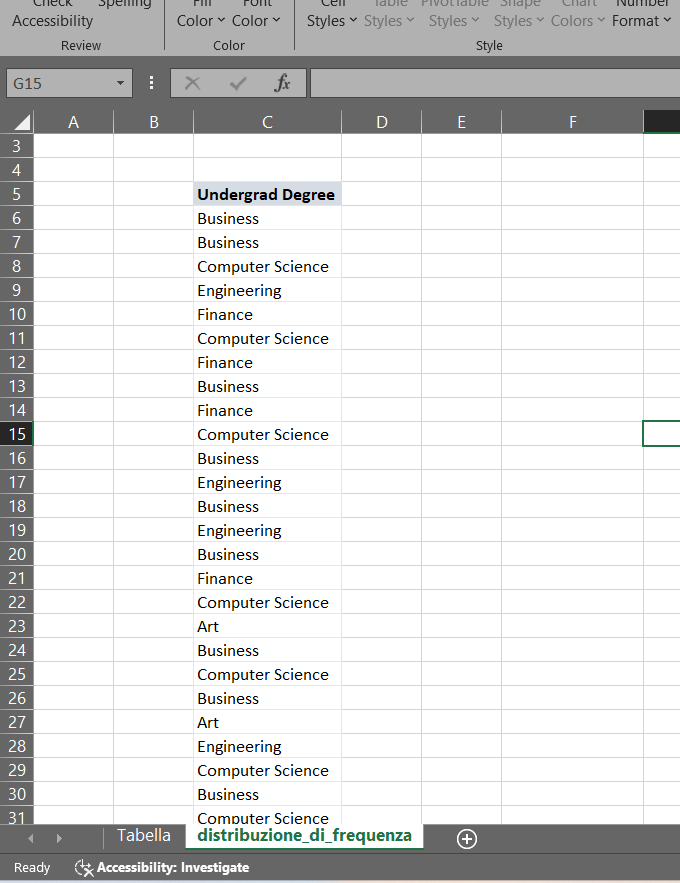 Check Spelling Fill Font Cell Table PivotTable Shape Chart Number
Accessibility Color Color Styles Styles Styles Styles Colors Format
Review Color Style
G15 fx
A B C D E F
3
4
5 Undergrad Degree
6 Business
7 Business
8 Computer Science
9 Engineering
10 Finance
11 Computer Science
12 Finance
13 Business
14 Finance
15 Computer Science
16 Business
17 Engineering
18 Business
19 Engineering
20 Business
21 Finance
22 Computer Science
23 Art
24 Business
25 Computer Science
26 Business
27 Art
28 Engineering
29 Computer Science
30 Business
31 Computer Science
Tabella distribuzione_di_frequenza
Ready Accessibility: Investigate